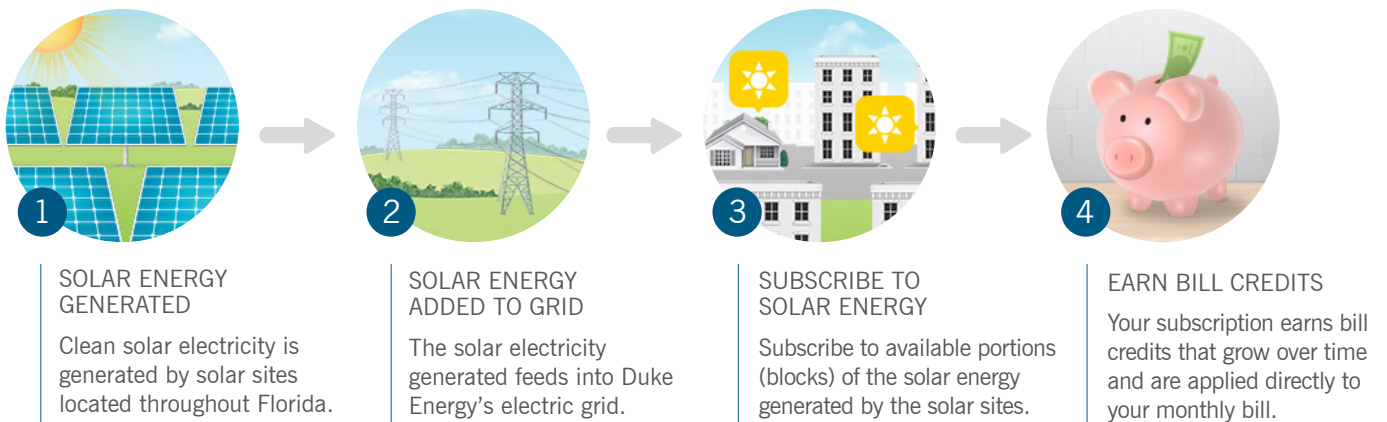 1
SOLAR ENERGY
GENERATED
Clean solar electricity is
generated by solar sites
located throughout Florida.
2
SOLAR ENERGY
ADDED TO GRID
The solar electricity
generated feeds into Duke
Energy’s electric grid.
3
SUBSCRIBE TO
SOLAR ENERGY
Subscribe to available portions
(blocks) of the solar energy
generated by the solar sites.
4
EARN BILL CREDITS
Your subscription earns bill
credits that grow over time
and are applied directly to
your monthly bill.